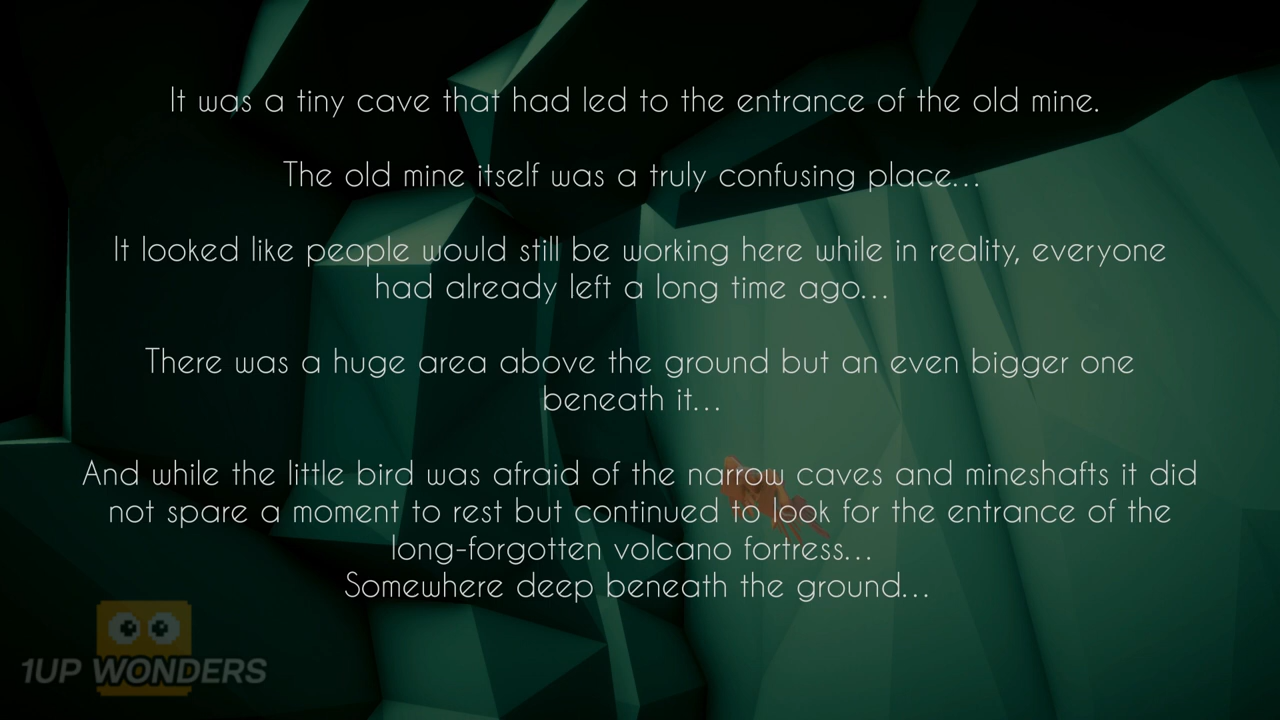 It was a tiny cave that had led to the entrance of the old mine.
The old mine itself was a truly confusing place...
It looked like people would still be working here while in reality, everyone
had already left a long time ago...
There was a huge area above the ground but an even bigger one
beneath it...
And while the little bird was afraid of the narrow caves and mineshafts it did
not spare a moment to rest but continued to look for the entrance of the
long-forgotten volcano fortress...
Somewhere deep beneath the ground...
1UP WONDERS